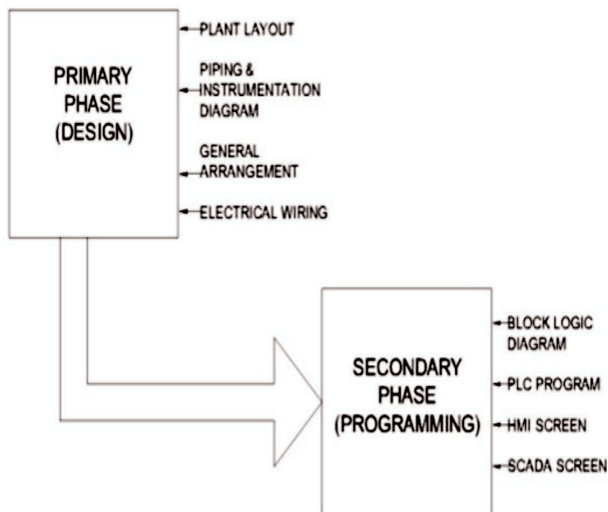 PRIMARY
PHASE
(DESIGN)
PLANT LAYOUT
PIPING &
INSTRUMENTATION
DIAGRAM
GENERAL
ARRANGEMENT
ELECTRICAL WIRING
SECONDARY
PHASE
(PROGRAMMING)
BLOCK LOGIC
DIAGRAM
PLC PROGRAM
HMI SCREEN
SCADA SCREEN